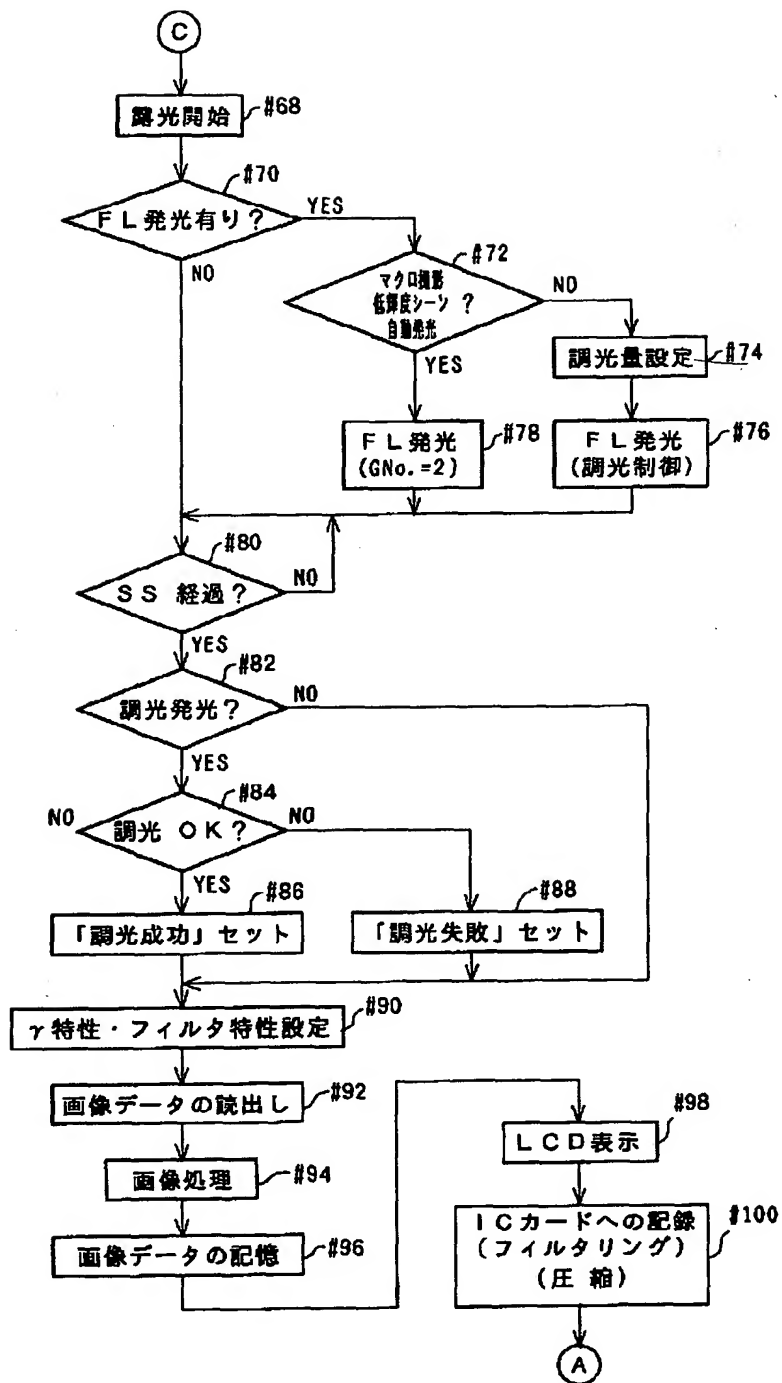 C
露光開始
#68
#70
FL発光有り?
YES
NO
#72
マクロ撮影
低輝度シーン ?
自動発光
NO
YES
調光量設定
#74
FL発光
(GNo.=2)
#78
FL発光
(調光制御)
#76
#80
SS 経過?
NO
YES
#82
調光発光?
NO
YES
#84
NO
調光 OK?
NO
YES
#86
「調光成功」セット
#88
「調光失敗」セット
γ特性・フィルタ特性設定
#90
画像データの読出し
#92
画像処理
#94
画像データの記憶
#96
#98
LCD表示
ICカードへの記録
(フィルタリング)
(圧縮)
#100
A